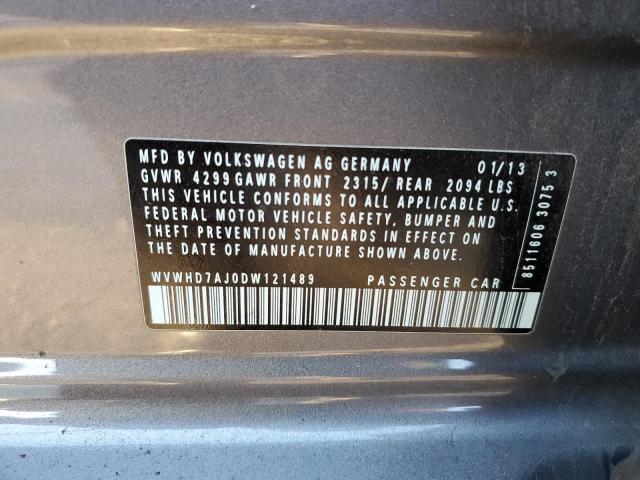 MFD BY VOLKSWAGEN AG GERMANY 01/13
GVWR 4299 GAWR FRONT 2315/ REAR 2094 LBS
THIS VEHICLE CONFORMS TO ALL APPLICABLE U.S.
FEDERAL MOTOR VEHICLE SAFETY, BUMPER AND
THEFT PREVENTION STANDARDS IN EFFECT ON
THE DATE OF MANUFACTURE SHOWN ABOVE.
WVWHD7AJ0DW121489 PASSENGER CAR
8511606 3075 3